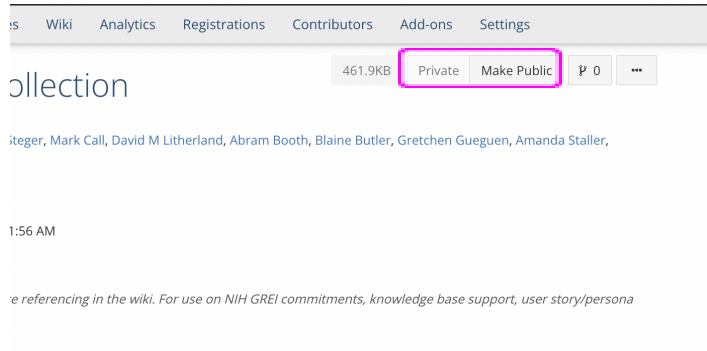 Wiki Analytics Registrations Contributors Add-ons Settings
461.9KB Private Make Public 0 •••
ollection
Steger, Mark Call, David M Litherland, Abram Booth, Blaine Butler, Gretchen Gueguen, Amanda Staller,
1:56 AM
referencing in the wiki. For use on NIH GREI commitments, knowledge base support, user story/persona